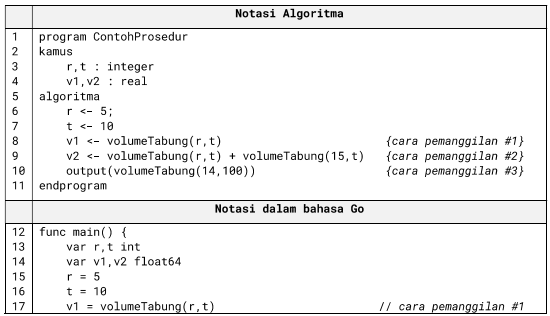 Notasi Algoritma
1 program ContohProsedur
2 kamus
3 r,t : integer
4 v1,v2 : real
5 algoritma
6 r <- 5;
7 t <- 10
8 v1 <- volumeTabung(r,t) {cara pemanggilan #1}
9 v2 <- volumeTabung(r,t) + volumeTabung(15,t) {cara pemanggilan #2}
10 output(volumeTabung(14,100)) {cara pemanggilan #3}
11 endprogram
Notasi dalam bahasa Go
12 func main() {
13 var r,t int
14 var v1,v2 float64
15 r = 5
16 t = 10
17 v1 = volumeTabung(r,t) // cara pemanggilan #1